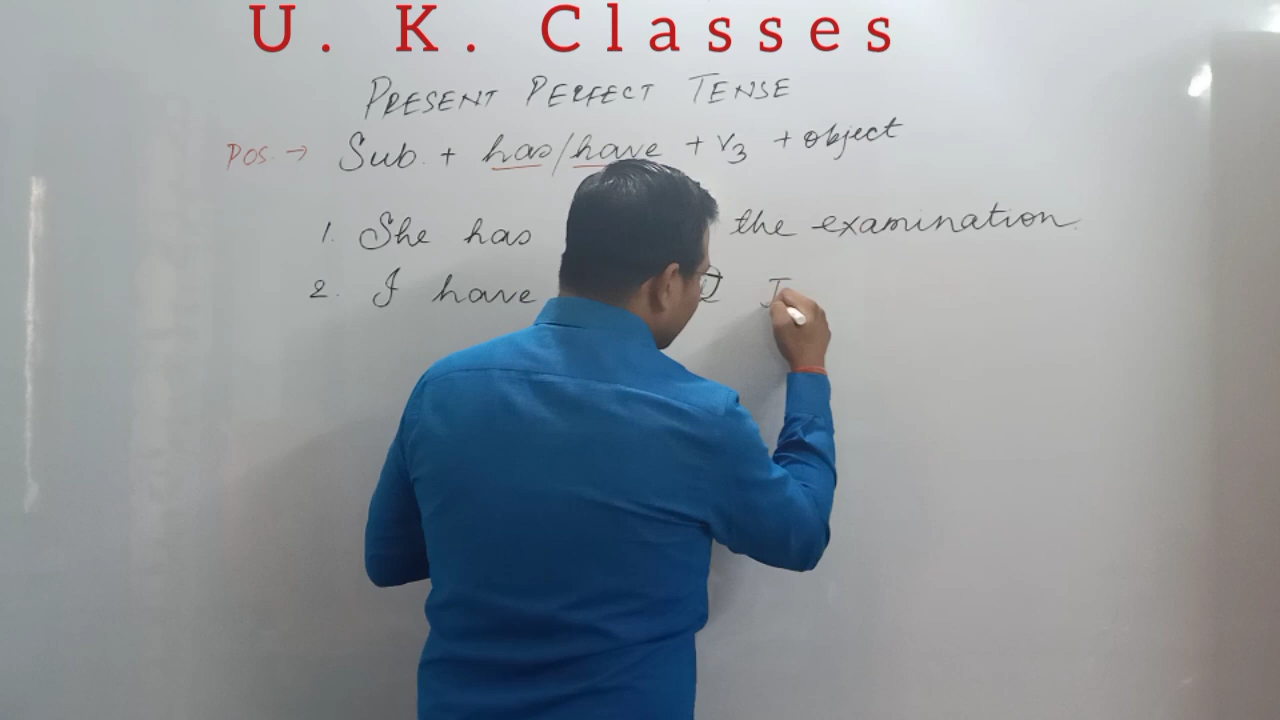 U. K. Classes
PRESENT PERFECT TENSE
POS. → Sub. + has/have + V3 + object
1. She has the examination.
2. I have